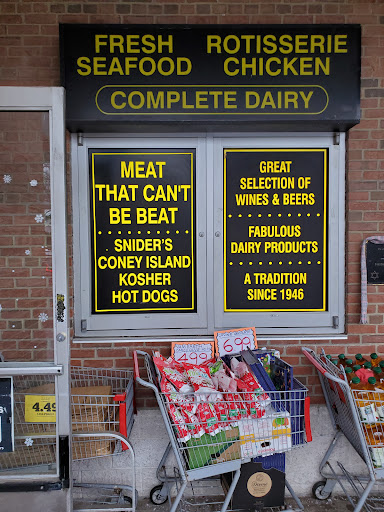 FRESH ROTISSERIE
SEAFOOD CHICKEN
COMPLETE DAIRY
MEAT
THAT CAN'T
BE BEAT
SNIDER'S
CONEY ISLAND
KOSHER
HOT DOGS
GREAT
SELECTION OF
WINES & BEERS
FABULOUS
DAIRY PRODUCTS
A TRADITION
SINCE 1946
4.99
6.99
4.49